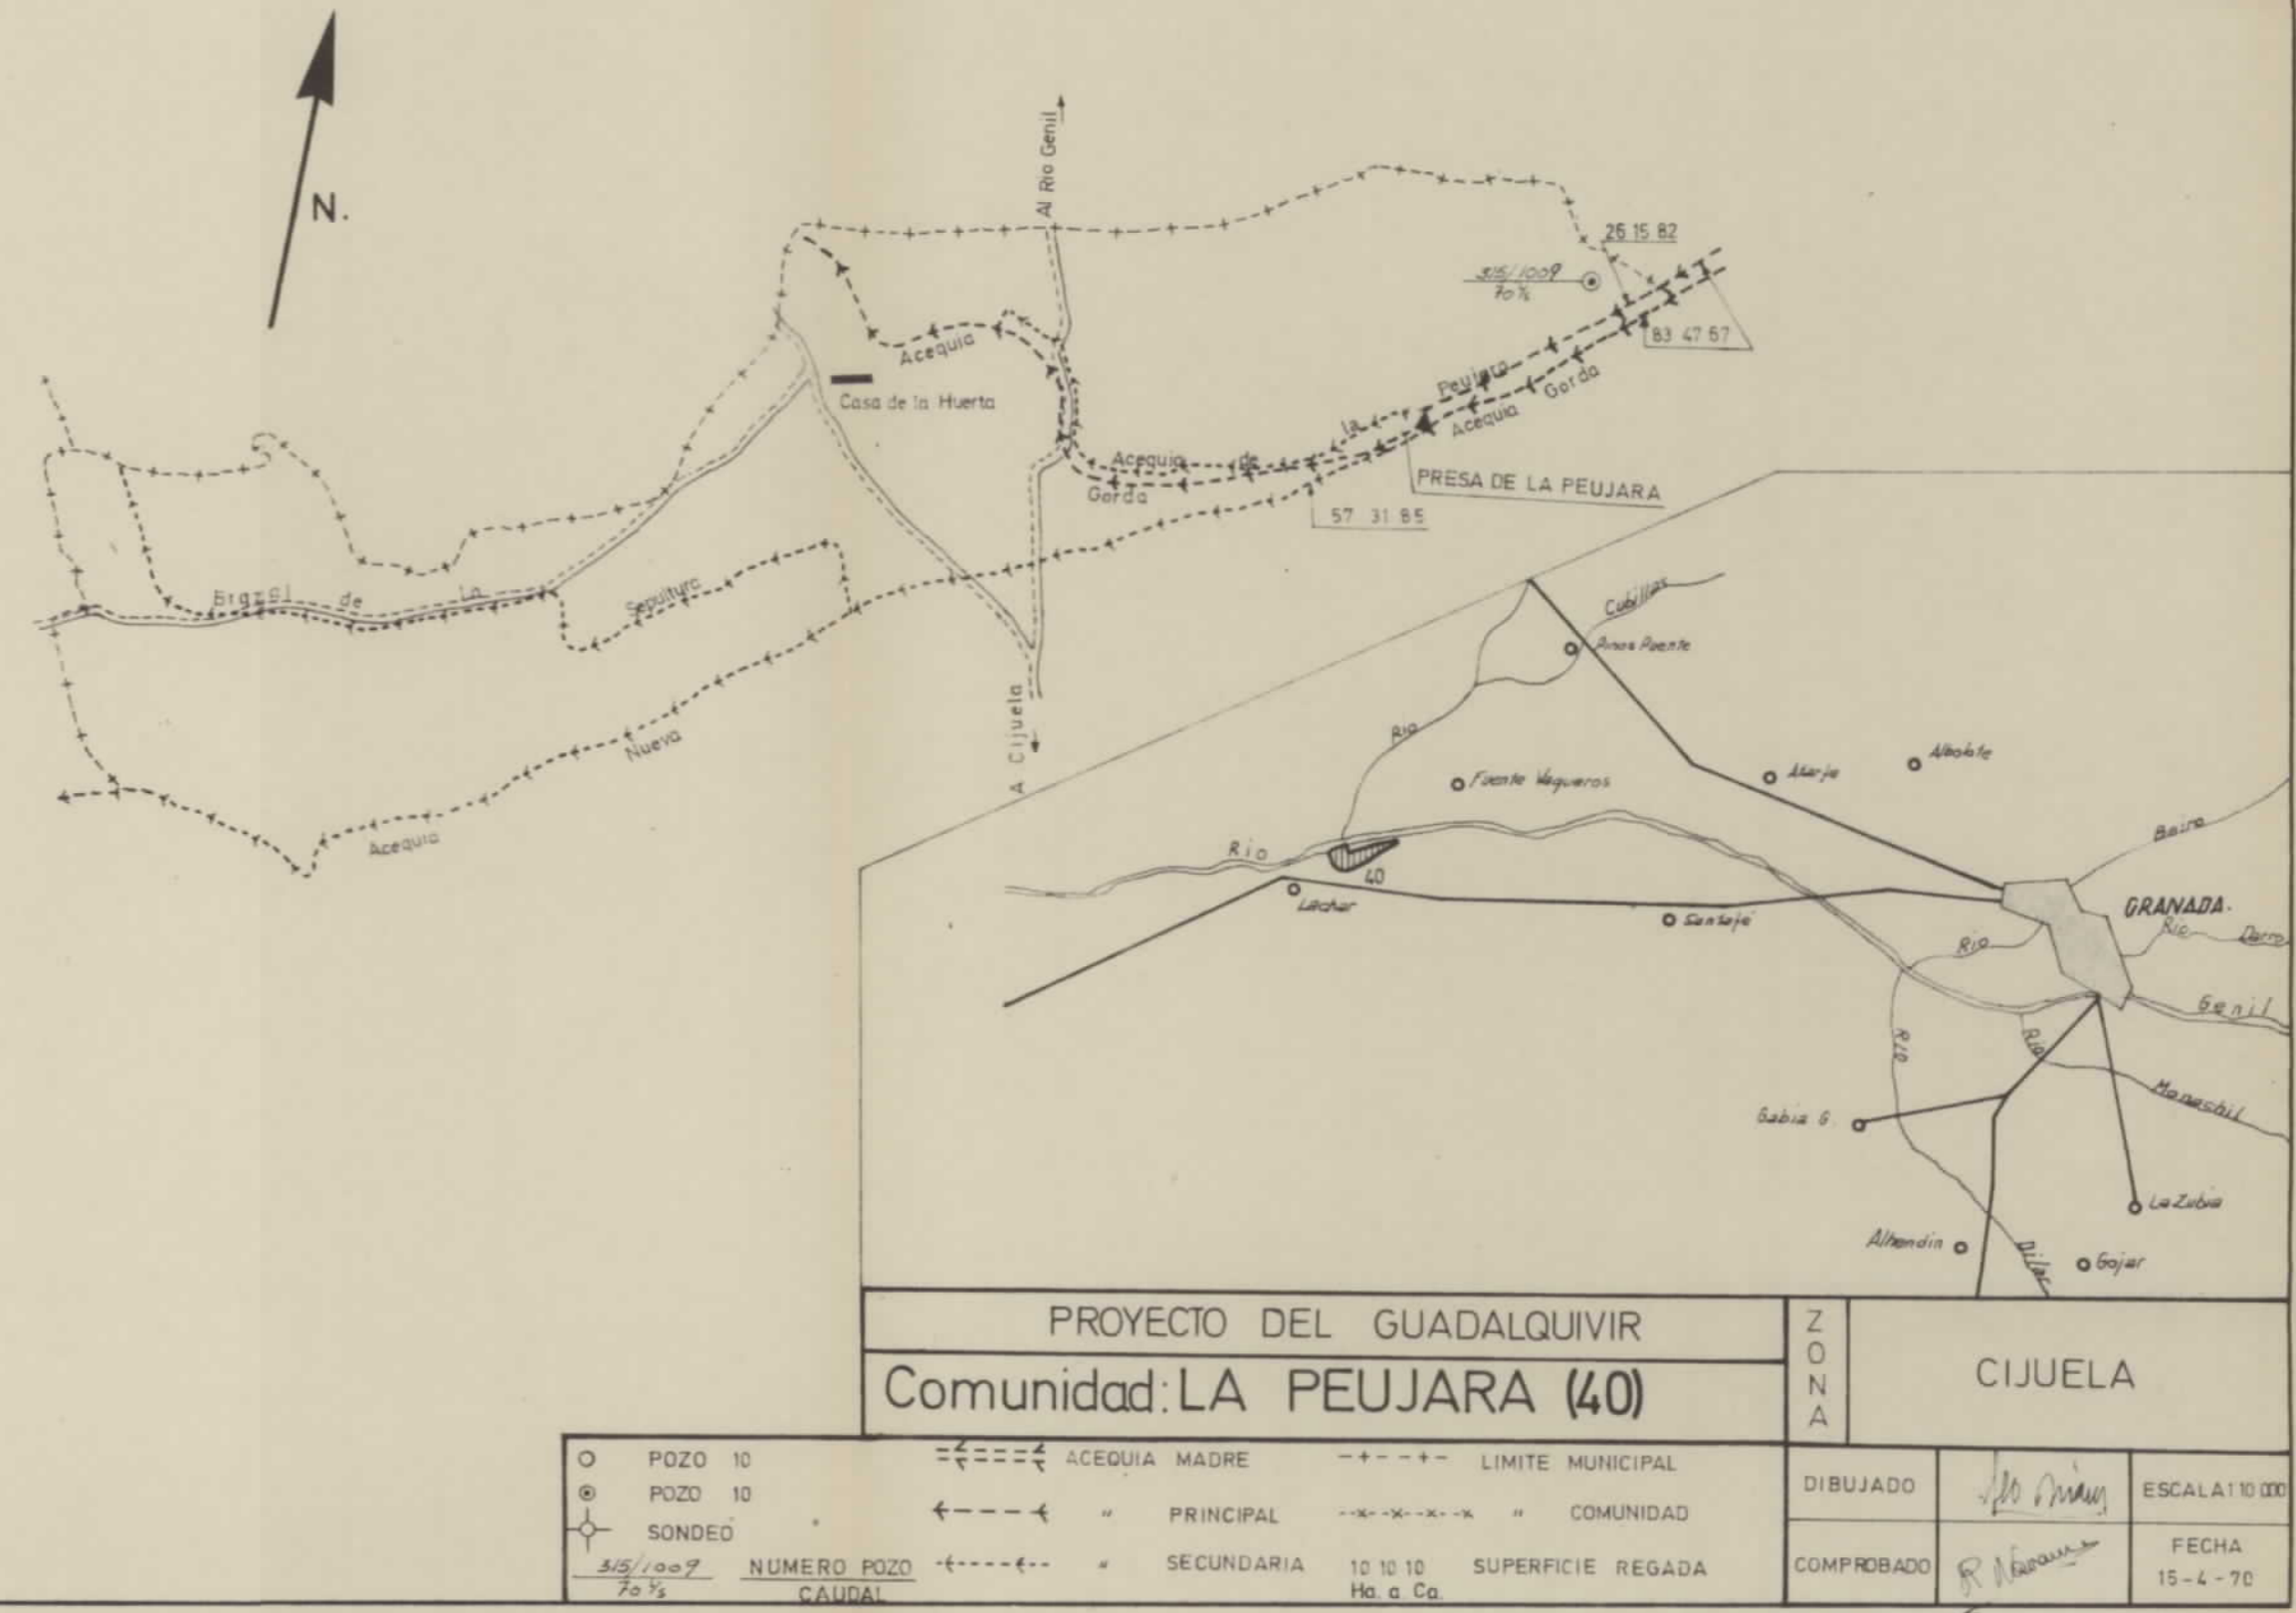 N.
Al Rio Genil
26 15 82
315/1009
70 l/s
83 47 67
Acequia
Casa de la Huerta
la
Peujara
Acequia Gorda
Acequia de
Gorda
PRESA DE LA PEUJARA
57 31 85
Brazal de La
Sepultura
Nueva
Acequia
A Cijuela
Cubillas
Pinos Puente
Rio
Fuente Vaqueros
Atarfe
Albolote
Beiro
Rio
40
Lachar
Santafé
GRANADA.
Rio
Rio Darro
Genil
Rio
Rio
Monachil
Gabia G.
La Zubia
Alhendin
Dilar
Gojar
PROYECTO DEL GUADALQUIVIR
Comunidad: LA PEUJARA (40)
ZONA
CIJUELA
POZO 10
POZO 10
SONDEO
315/1009
70 l/s
NUMERO POZO
CAUDAL
ACEQUIA MADRE
" PRINCIPAL
" SECUNDARIA
LIMITE MUNICIPAL
" COMUNIDAD
10 10 10
Ha. a. Ca.
SUPERFICIE REGADA
DIBUJADO
ESCALA 1:10 000
COMPROBADO
FECHA
15-4-70